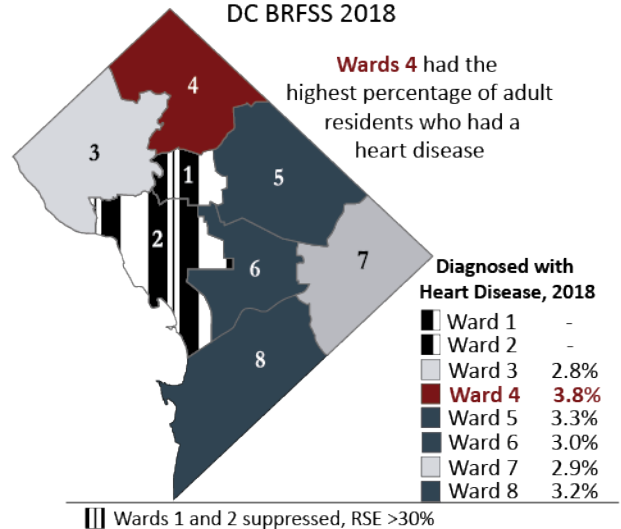 DC BRFSS 2018
Wards 4 had the
highest percentage of adult
residents who had a
heart disease
4
3
1
5
2
7
6
8
Diagnosed with
Heart Disease, 2018
Ward 1 -
Ward 2 -
Ward 3 2.8%
Ward 4 3.8%
Ward 5 3.3%
Ward 6 3.0%
Ward 7 2.9%
Ward 8 3.2%
Wards 1 and 2 suppressed, RSE >30%